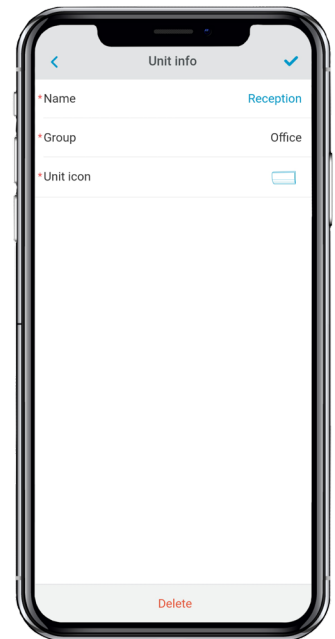 Unit info
*Name Reception
*Group Office
*Unit icon
Delete